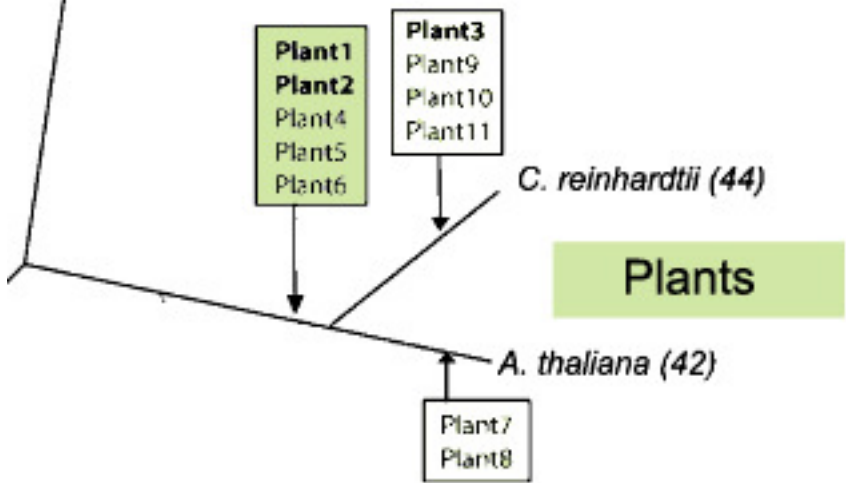 Plant1
Plant2
Plant4
Plant5
Plant6
Plant3
Plant9
Plant10
Plant11
C. reinhardtii (44)
Plants
A. thaliana (42)
Plant7
Plant8